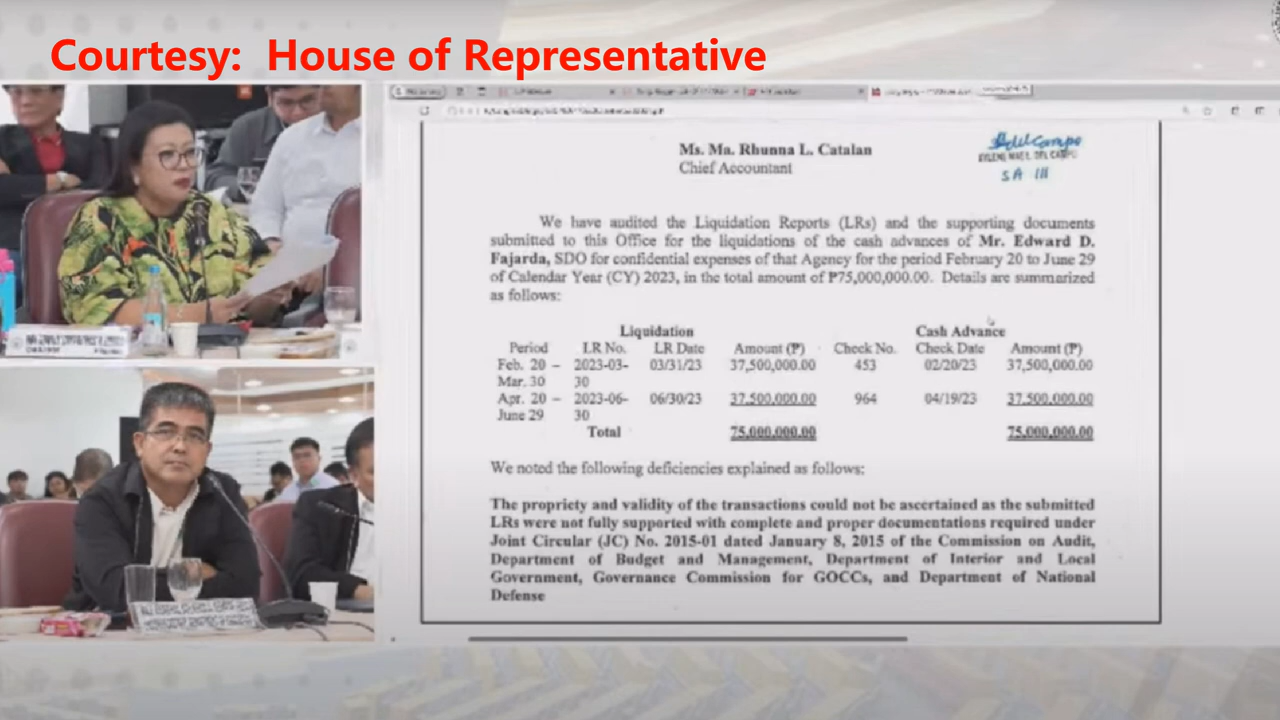 Courtesy: House of Representative
Ms. Ma. Rhunna L. Catalan
Chief Accountant
SA III
We have audited the Liquidation Reports (LRs) and the supporting documents
submitted to this Office for the liquidations of the cash advances of Mr. Edward D.
Fajarda, SDO for confidential expenses of that Agency for the period February 20 to June 29
of Calendar Year (CY) 2023, in the total amount of ₱75,000,000.00. Details are summarized
as follows:
Liquidation Cash Advance
Period LR No. LR Date Amount (₱) Check No. Check Date Amount (₱)
Feb. 20 – 2023-03- 03/31/23 37,500,000.00 453 02/20/23 37,500,000.00
Mar. 30 30
Apr. 20 – 2023-06- 06/30/23 37,500,000.00 964 04/19/23 37,500,000.00
June 29 30
Total 75,000,000.00 75,000,000.00
We noted the following deficiencies explained as follows:
The propriety and validity of the transactions could not be ascertained as the submitted
LRs were not fully supported with complete and proper documentations required under
Joint Circular (JC) No. 2015-01 dated January 8, 2015 of the Commission on Audit,
Department of Budget and Management, Department of Interior and Local
Government, Governance Commission for GOCCs, and Department of National
Defense